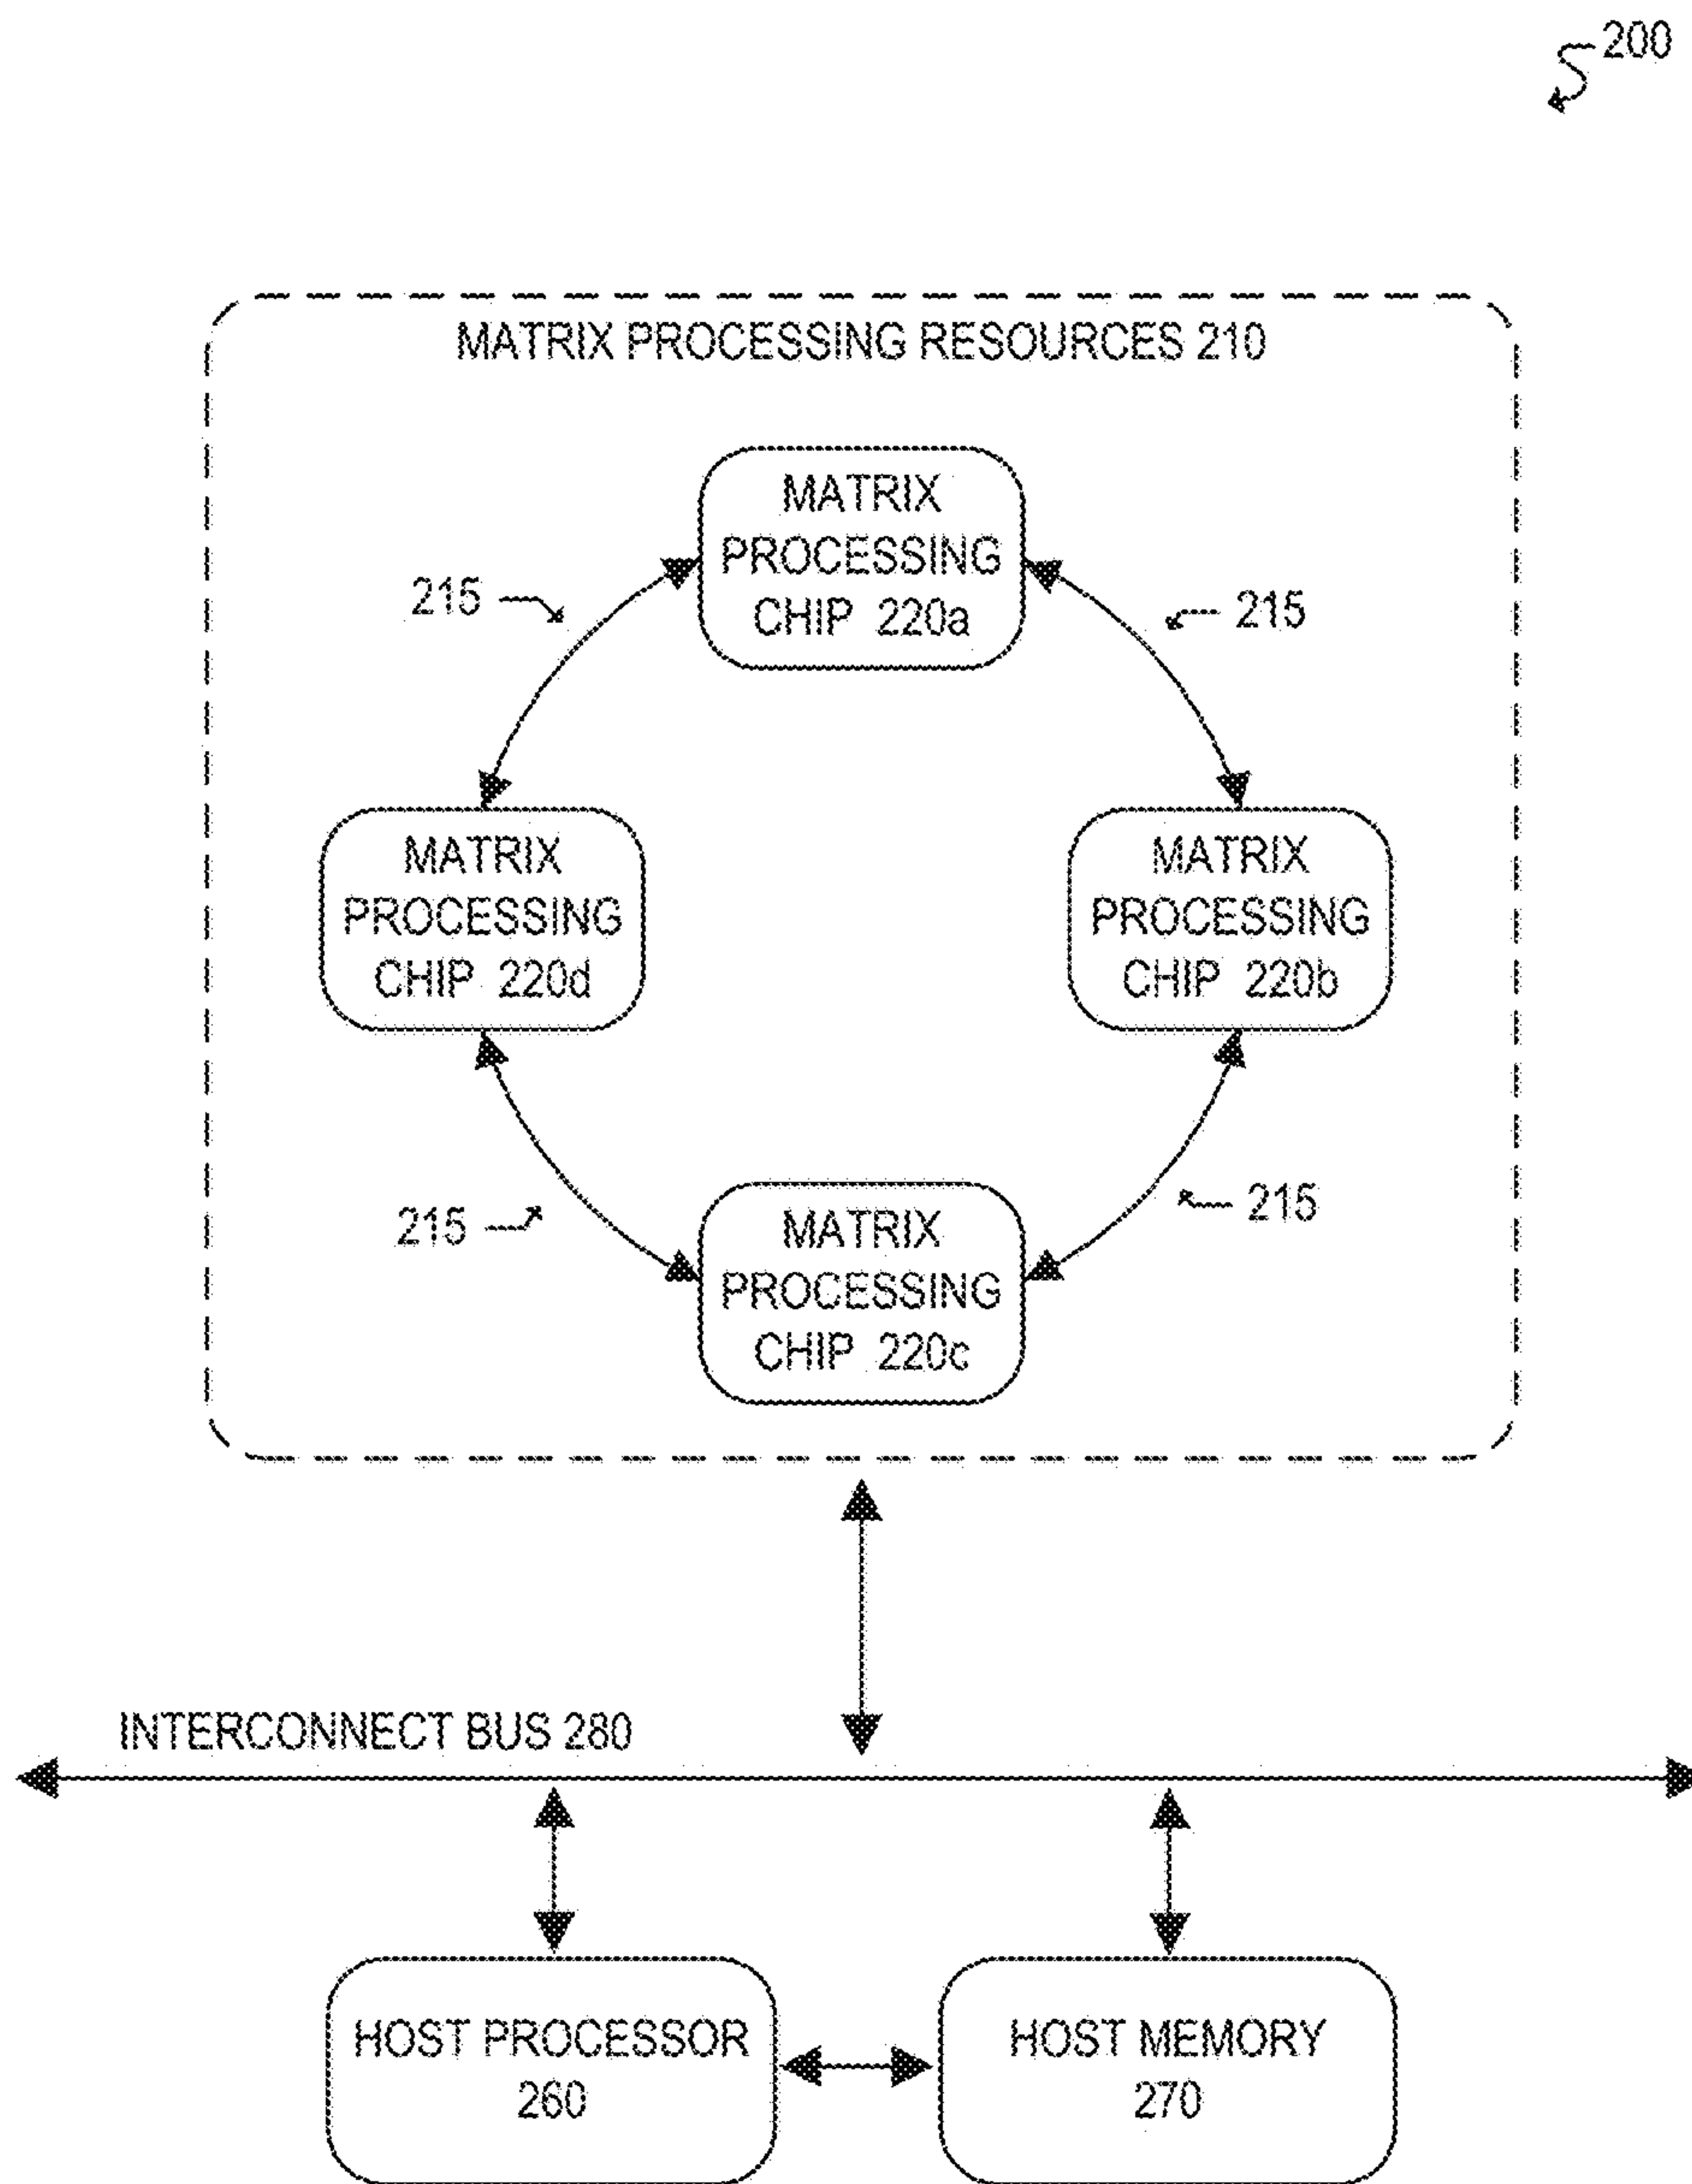 200
MATRIX PROCESSING RESOURCES 210
MATRIX
PROCESSING
CHIP 220a
215
215
MATRIX
PROCESSING
CHIP 220d
MATRIX
PROCESSING
CHIP 220b
215
215
MATRIX
PROCESSING
CHIP 220c
INTERCONNECT BUS 280
HOST PROCESSOR
260
HOST MEMORY
270